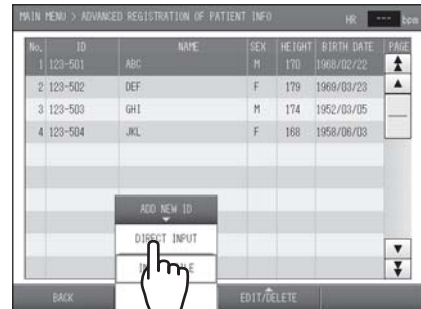 MAIN MENU > ADVANCED REGISTRATION OF PATIENT INFO HR --- bpm
No. ID NAME SEX HEIGHT BIRTH DATE PAGE
1 123-501 ABC M 170 1968/02/22
2 123-502 DEF F 179 1969/03/23
3 123-503 GHI M 174 1952/03/05
4 123-504 JKL F 168 1958/06/03
ADD NEW ID
DIRECT INPUT
BACK EDIT/DELETE